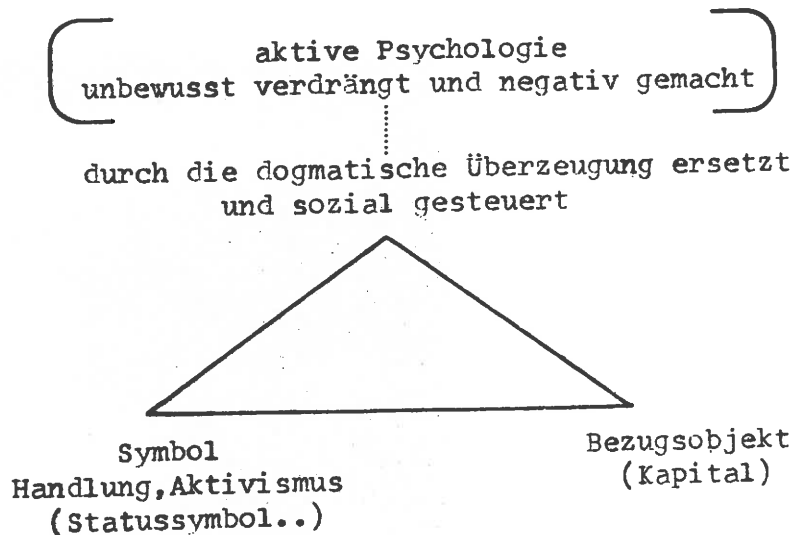 aktive Psychologie
unbewusst verdrängt und negativ gemacht
durch die dogmatische Überzeugung ersetzt
und sozial gesteuert
Symbol
Handlung,Aktivismus
(Statussymbol..)
Bezugsobjekt
(Kapital)